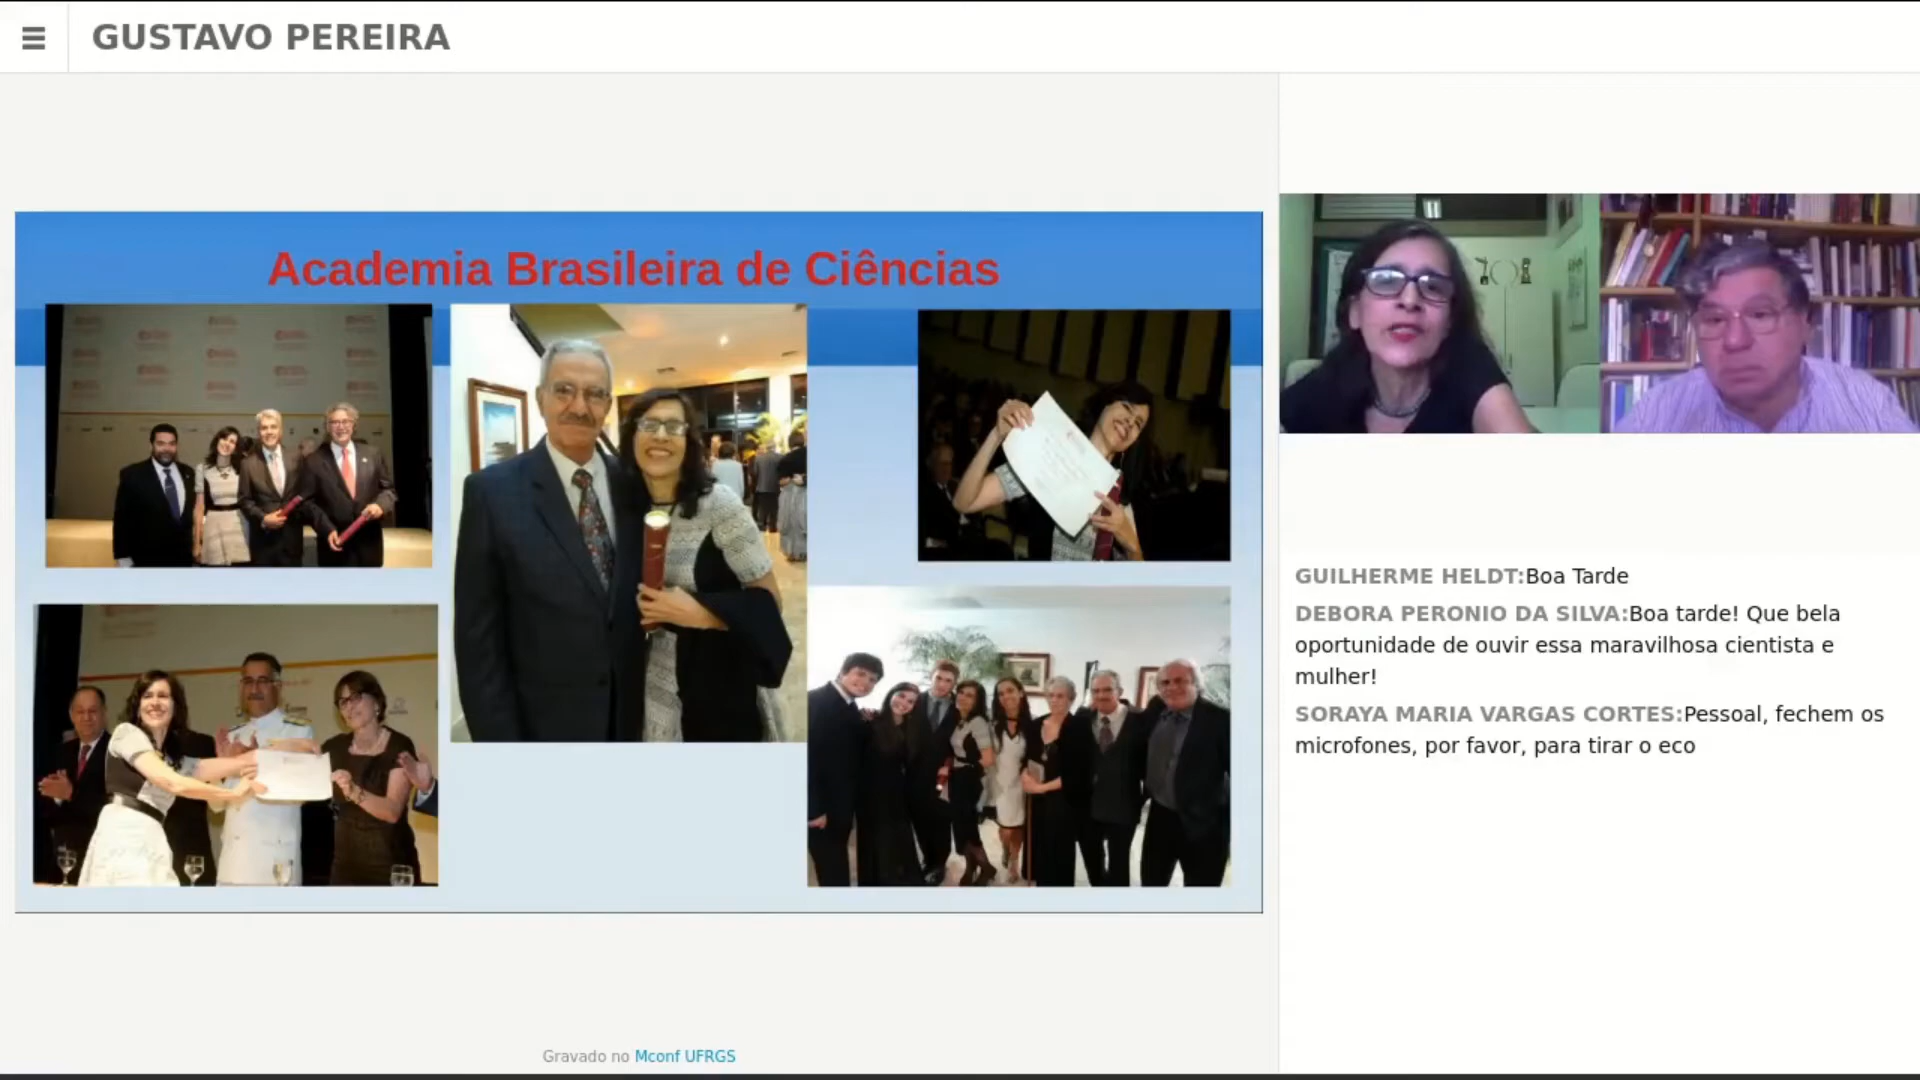 GUSTAVO PEREIRA
Academia Brasileira de Ciências
GUILHERME HELDT:Boa Tarde
DEBORA PERONIO DA SILVA:Boa tarde! Que bela
oportunidade de ouvir essa maravilhosa cientista e
mulher!
SORAYA MARIA VARGAS CORTES:Pessoal, fechem os
microfones, por favor, para tirar o eco
Gravado no Mconf UFRGS